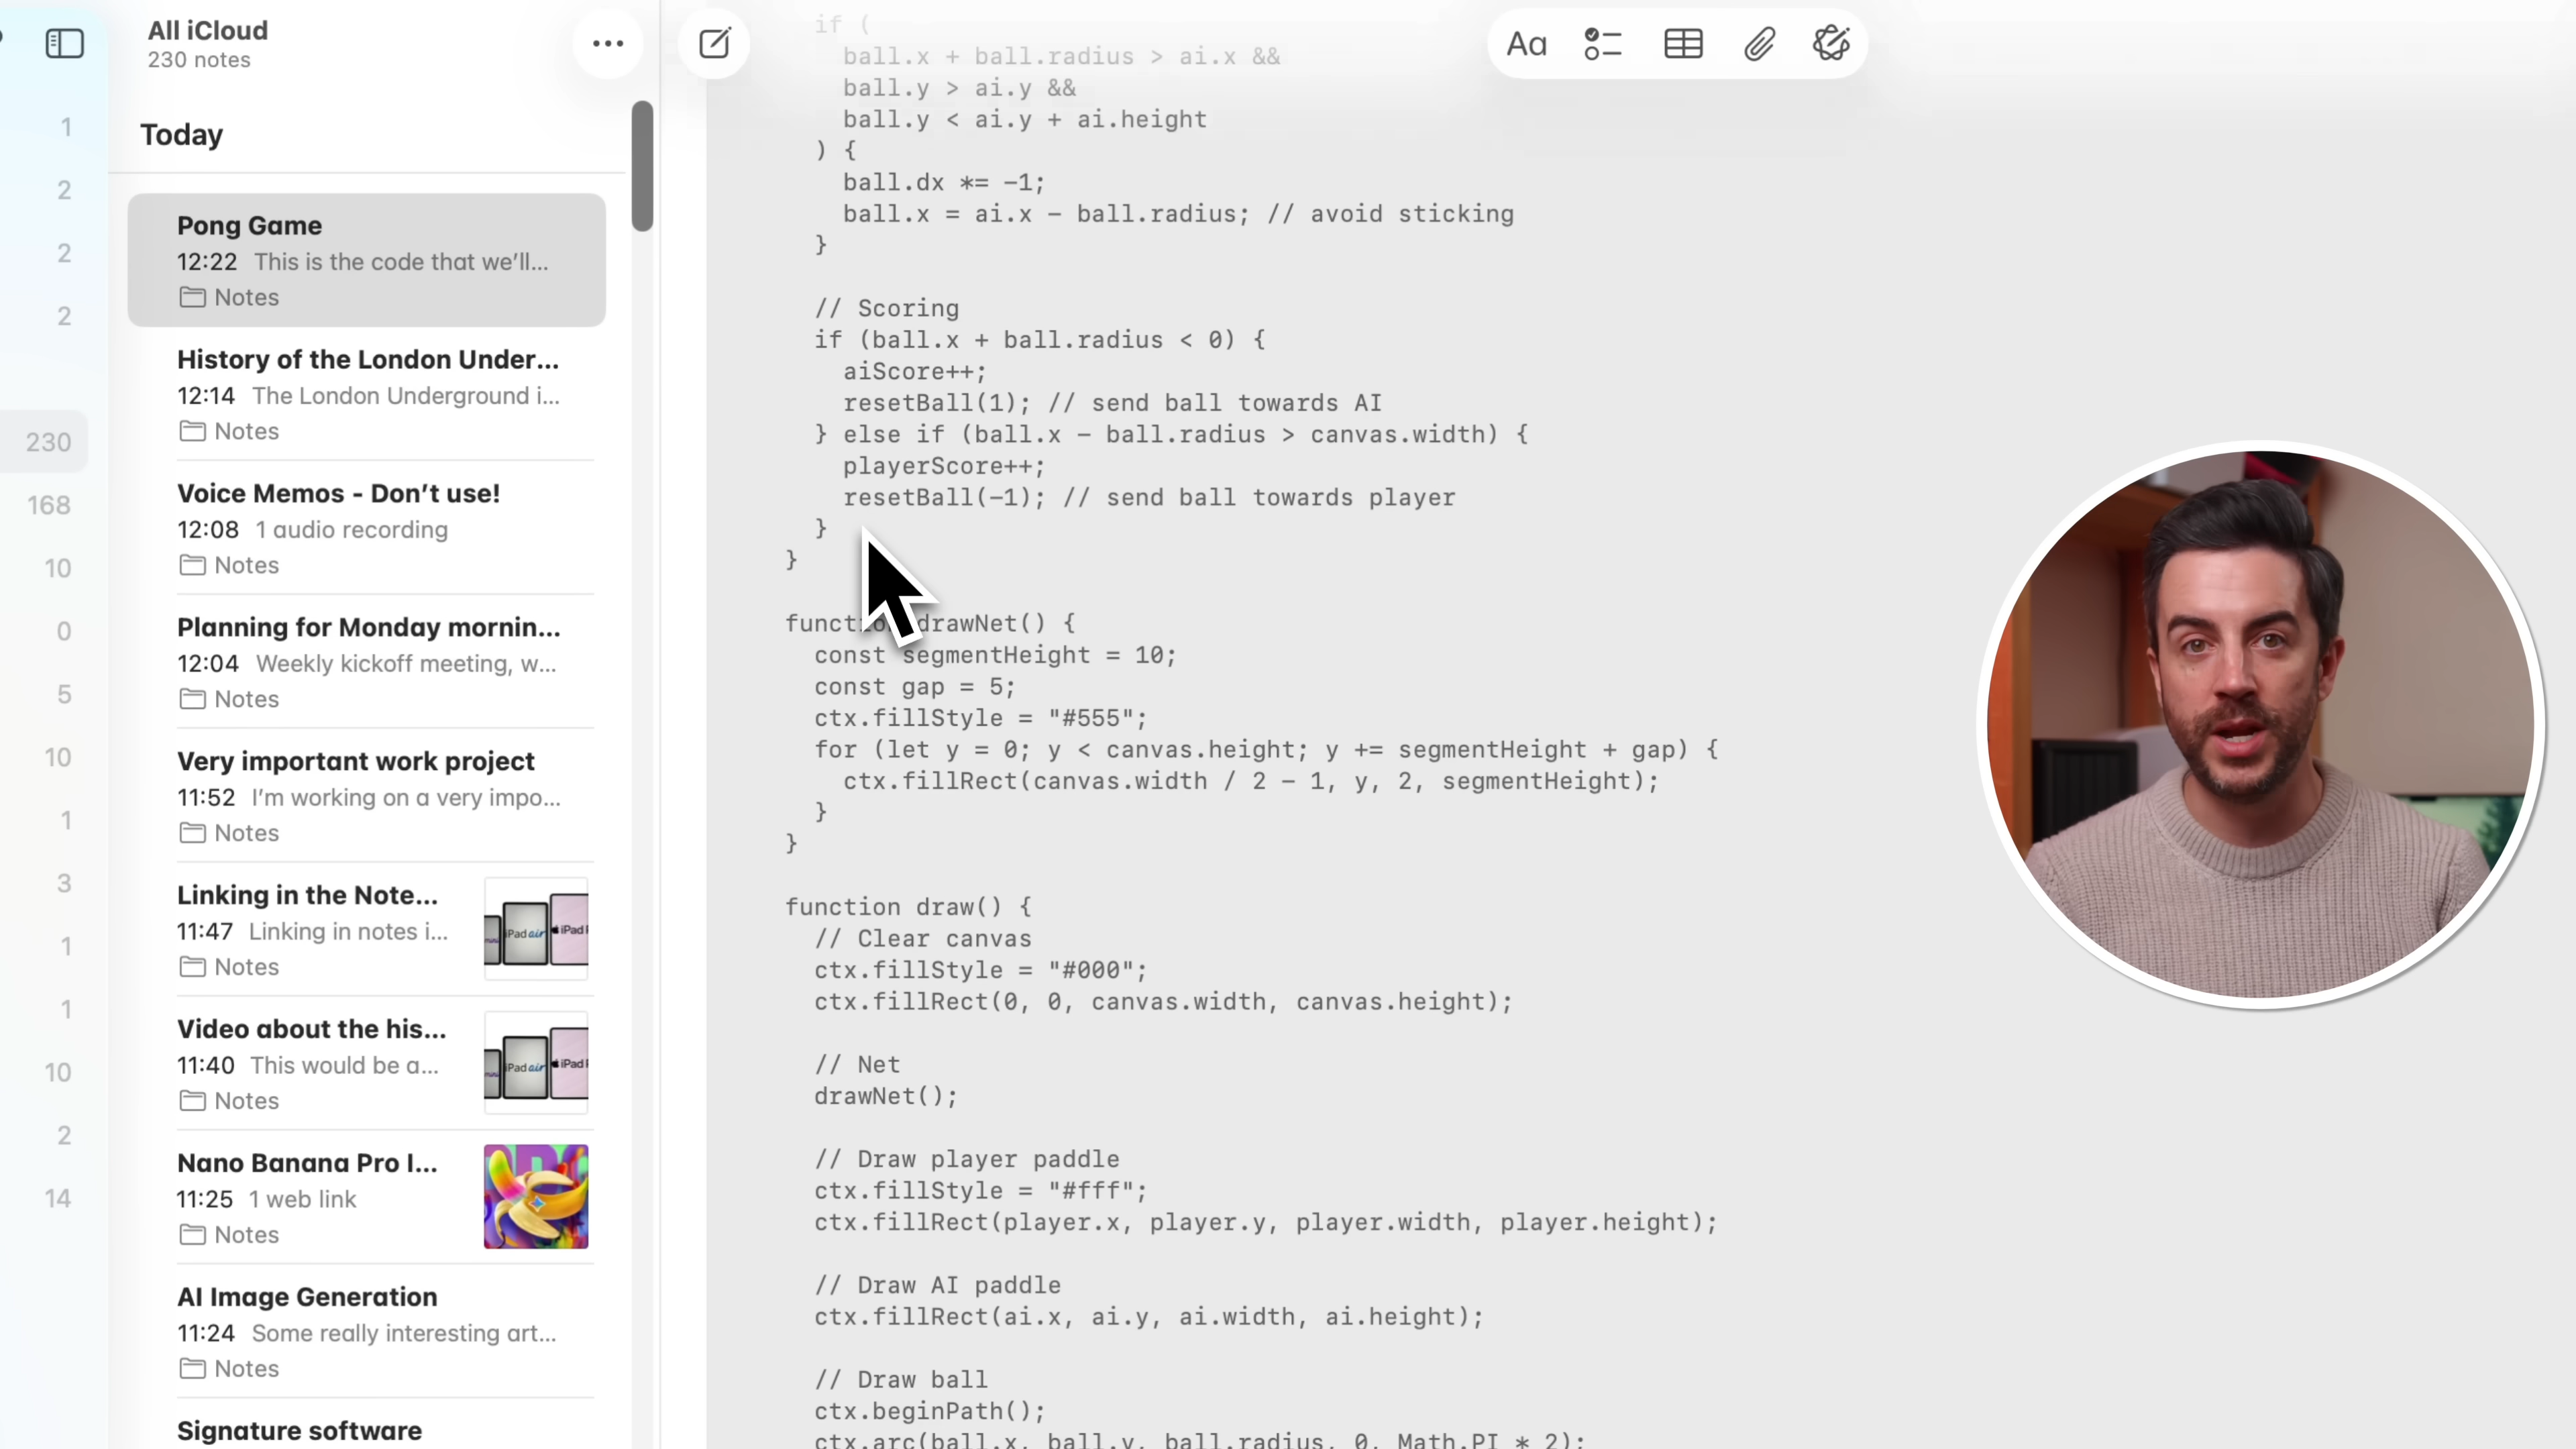 All iCloud
230 notes
1
2
2
2
230
168
10
0
5
10
1
3
1
1
10
2
14
Today
Pong Game
12:22 This is the code that we’ll...
Notes
History of the London Under...
12:14 The London Underground i...
Notes
Voice Memos - Don’t use!
12:08 1 audio recording
Notes
Planning for Monday mornin...
12:04 Weekly kickoff meeting, w...
Notes
Very important work project
11:52 I’m working on a very impo...
Notes
Linking in the Note...
11:47 Linking in notes i...
Notes
iPad air iPad
Video about the his...
11:40 This would be a...
Notes
iPad air iPad
Nano Banana Pro I...
11:25 1 web link
Notes
AI Image Generation
11:24 Some really interesting art...
Notes
Signature software
Aa
if (
ball.x + ball.radius > ai.x &&
ball.y > ai.y &&
ball.y < ai.y + ai.height
) {
ball.dx *= -1;
ball.x = ai.x - ball.radius; // avoid sticking
}
// Scoring
if (ball.x + ball.radius < 0) {
aiScore++;
resetBall(1); // send ball towards AI
} else if (ball.x - ball.radius > canvas.width) {
playerScore++;
resetBall(-1); // send ball towards player
}
}
function drawNet() {
const segmentHeight = 10;
const gap = 5;
ctx.fillStyle = "#555";
for (let y = 0; y < canvas.height; y += segmentHeight + gap) {
ctx.fillRect(canvas.width / 2 - 1, y, 2, segmentHeight);
}
}
function draw() {
// Clear canvas
ctx.fillStyle = "#000";
ctx.fillRect(0, 0, canvas.width, canvas.height);
// Net
drawNet();
// Draw player paddle
ctx.fillStyle = "#fff";
ctx.fillRect(player.x, player.y, player.width, player.height);
// Draw AI paddle
ctx.fillRect(ai.x, ai.y, ai.width, ai.height);
// Draw ball
ctx.beginPath();
ctx.arc(ball.x, ball.y, ball.radius, 0, Math.PI * 2);